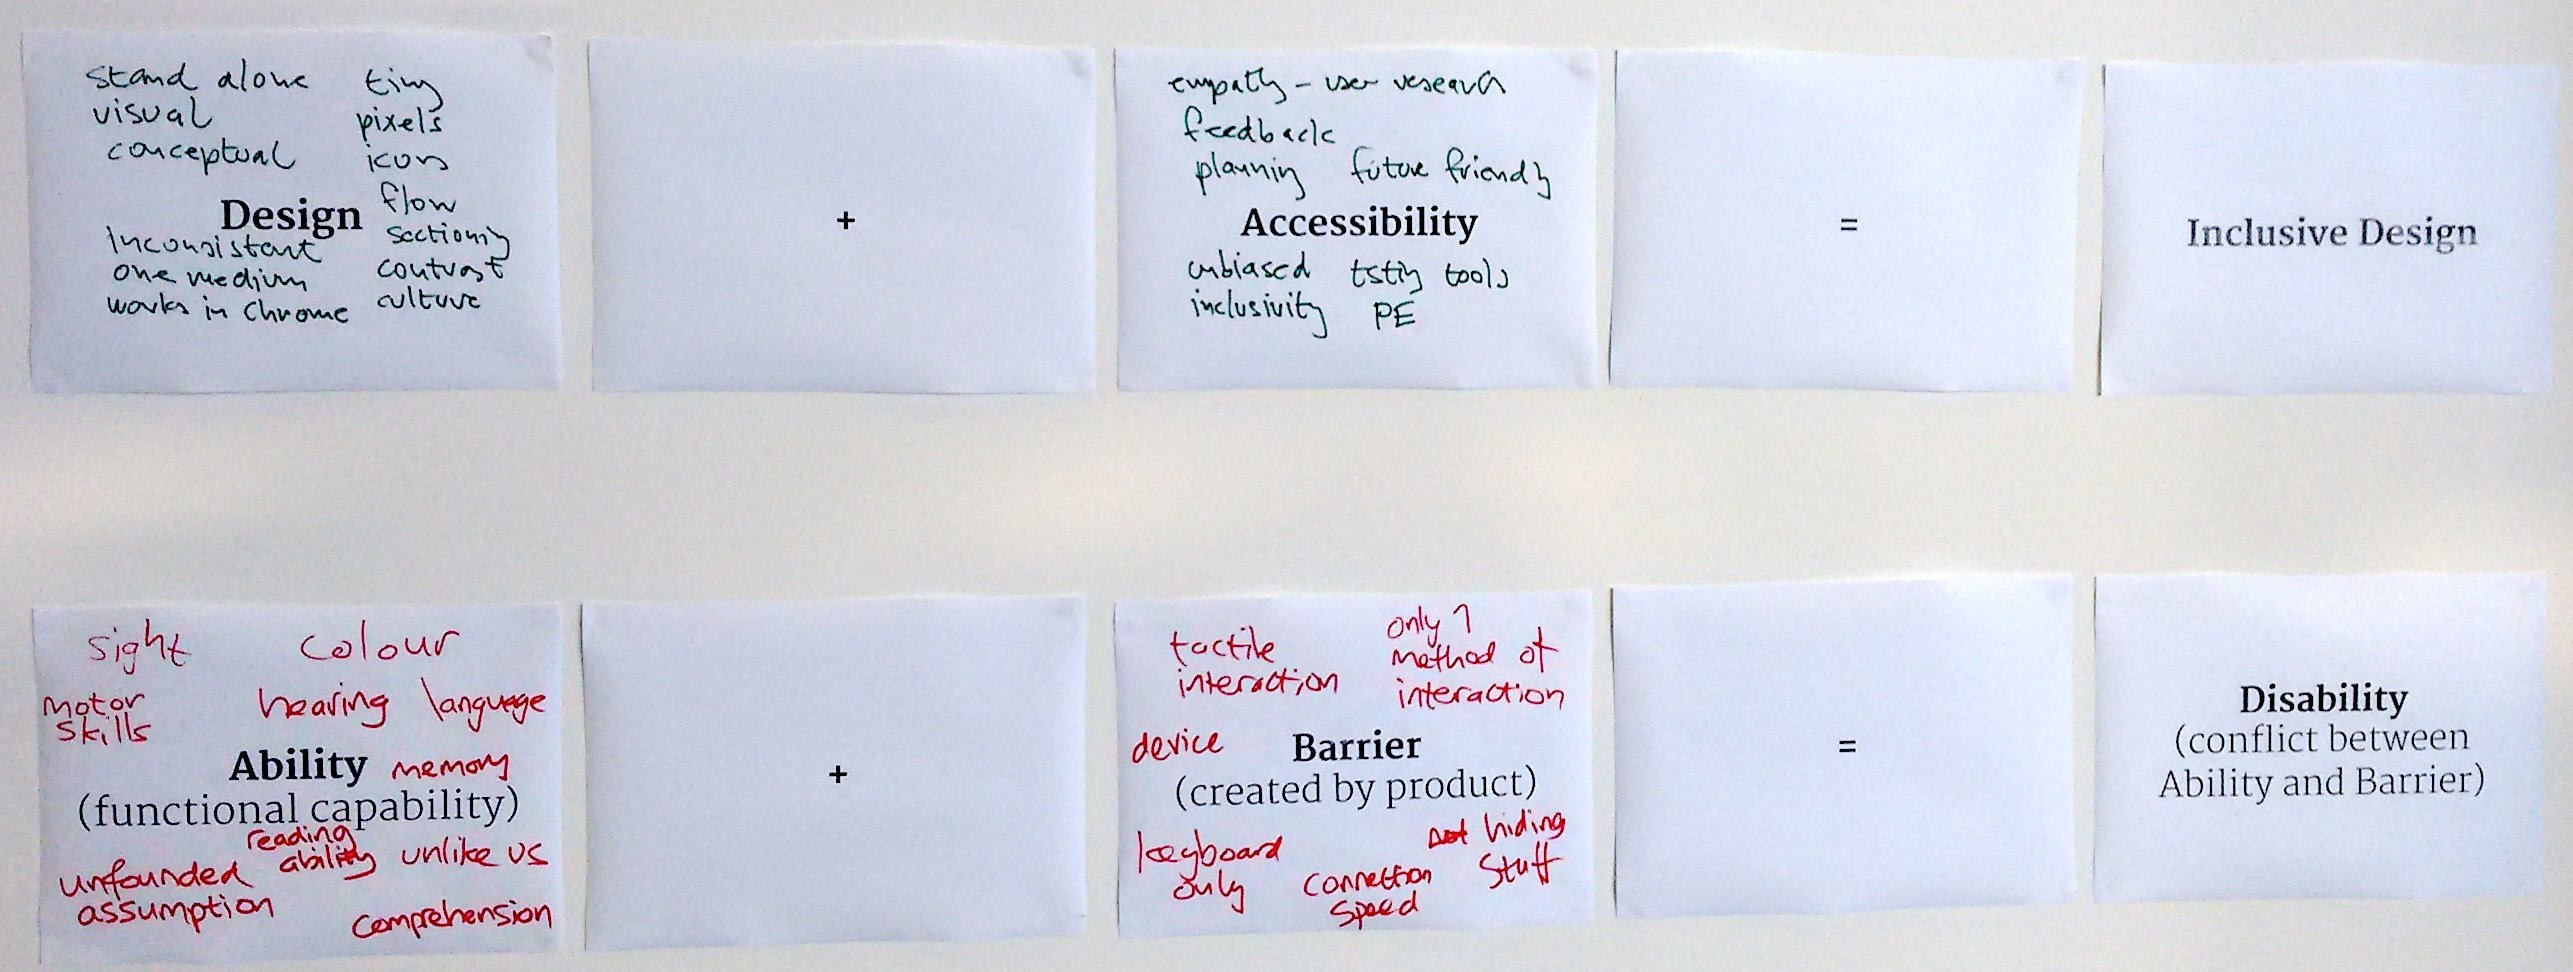 stand alone
visual
conceptual
tiny
pixels
icons
flow
Design
Inconsistent
one medium
works in Chrome
sectioning
contrast
culture
+
empathy - user research
feedback
planning future friendly
Accessibility
unbiased tsting tools
inclusivity PE
=
Inclusive Design
sight colour
motor
skills
hearing language
Ability memory
(functional capability)
reading
ability
unlike us
unfounded
assumption
comprehension
+
tactile
interaction
only 1
method of
interaction
device
Barrier
(created by product)
keyboard
only
connection
speed
hiding
stuff
=
Disability
(conflict between
Ability and Barrier)